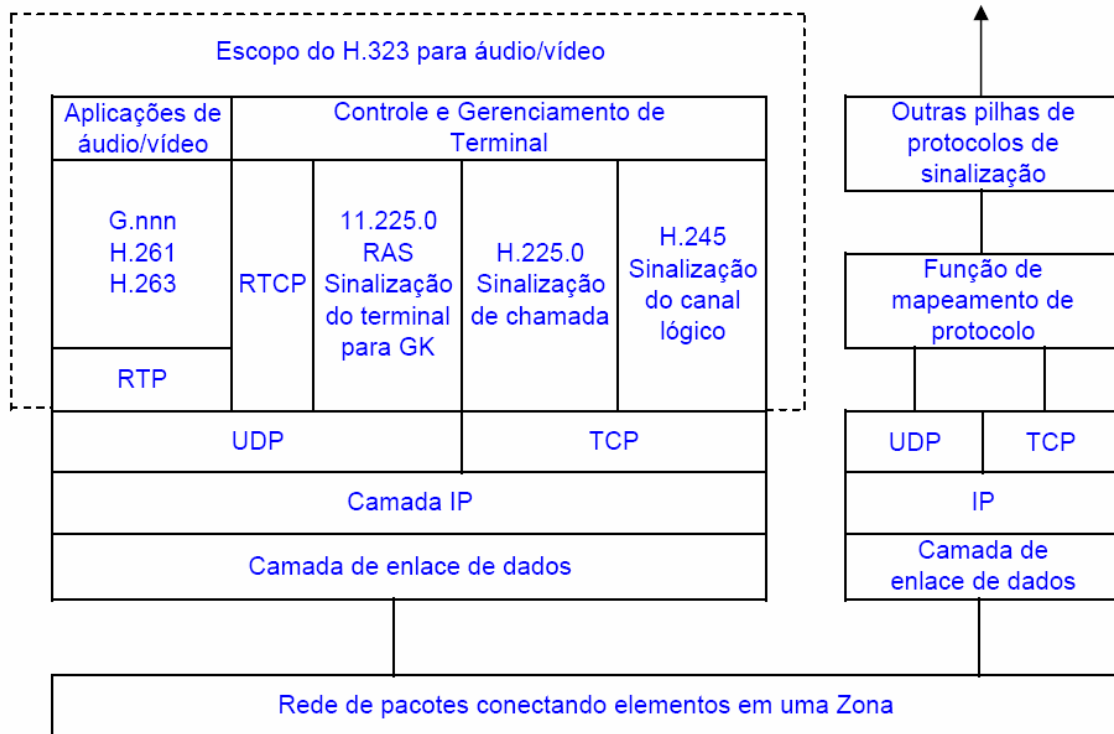 Escopo do H.323 para áudio/vídeo
Aplicações de
áudio/vídeo
Controle e Gerenciamento de
Terminal
G.nnn
H.261
H.263
RTP
RTCP
11.225.0
RAS
Sinalização
do terminal
para GK
H.225.0
Sinalização
de chamada
H.245
Sinalização
do canal
lógico
UDP
TCP
Camada IP
Camada de enlace de dados
Outras pilhas de
protocolos de
sinalização
Função de
mapeamento de
protocolo
UDP
TCP
IP
Camada de
enlace de dados
Rede de pacotes conectando elementos em uma Zona